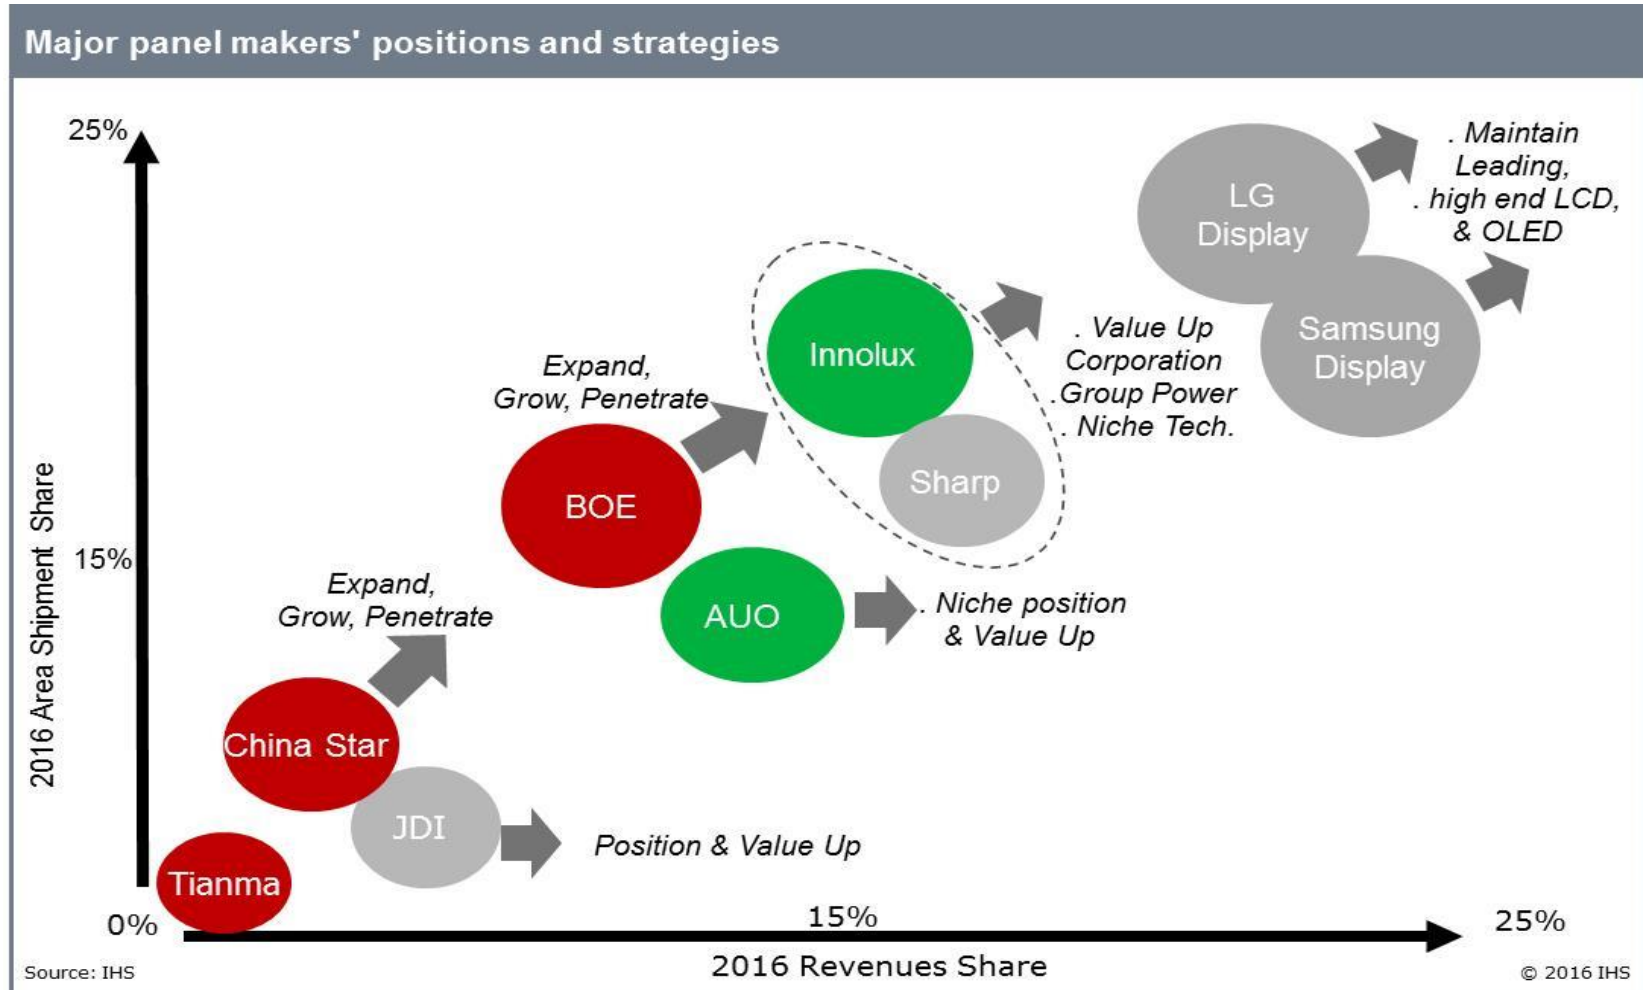 Major panel makers' positions and strategies
25%
. Maintain
Leading,
. high end LCD,
& OLED
LG
Display
Samsung
Display
. Value Up
Corporation
.Group Power
. Niche Tech.
Innolux
Sharp
Expand,
Grow, Penetrate
BOE
15%
AUO
. Niche position
& Value Up
Expand,
Grow, Penetrate
China Star
JDI
Position & Value Up
Tianma
2016 Area Shipment Share
0%
15%
25%
2016 Revenues Share
Source: IHS
© 2016 IHS